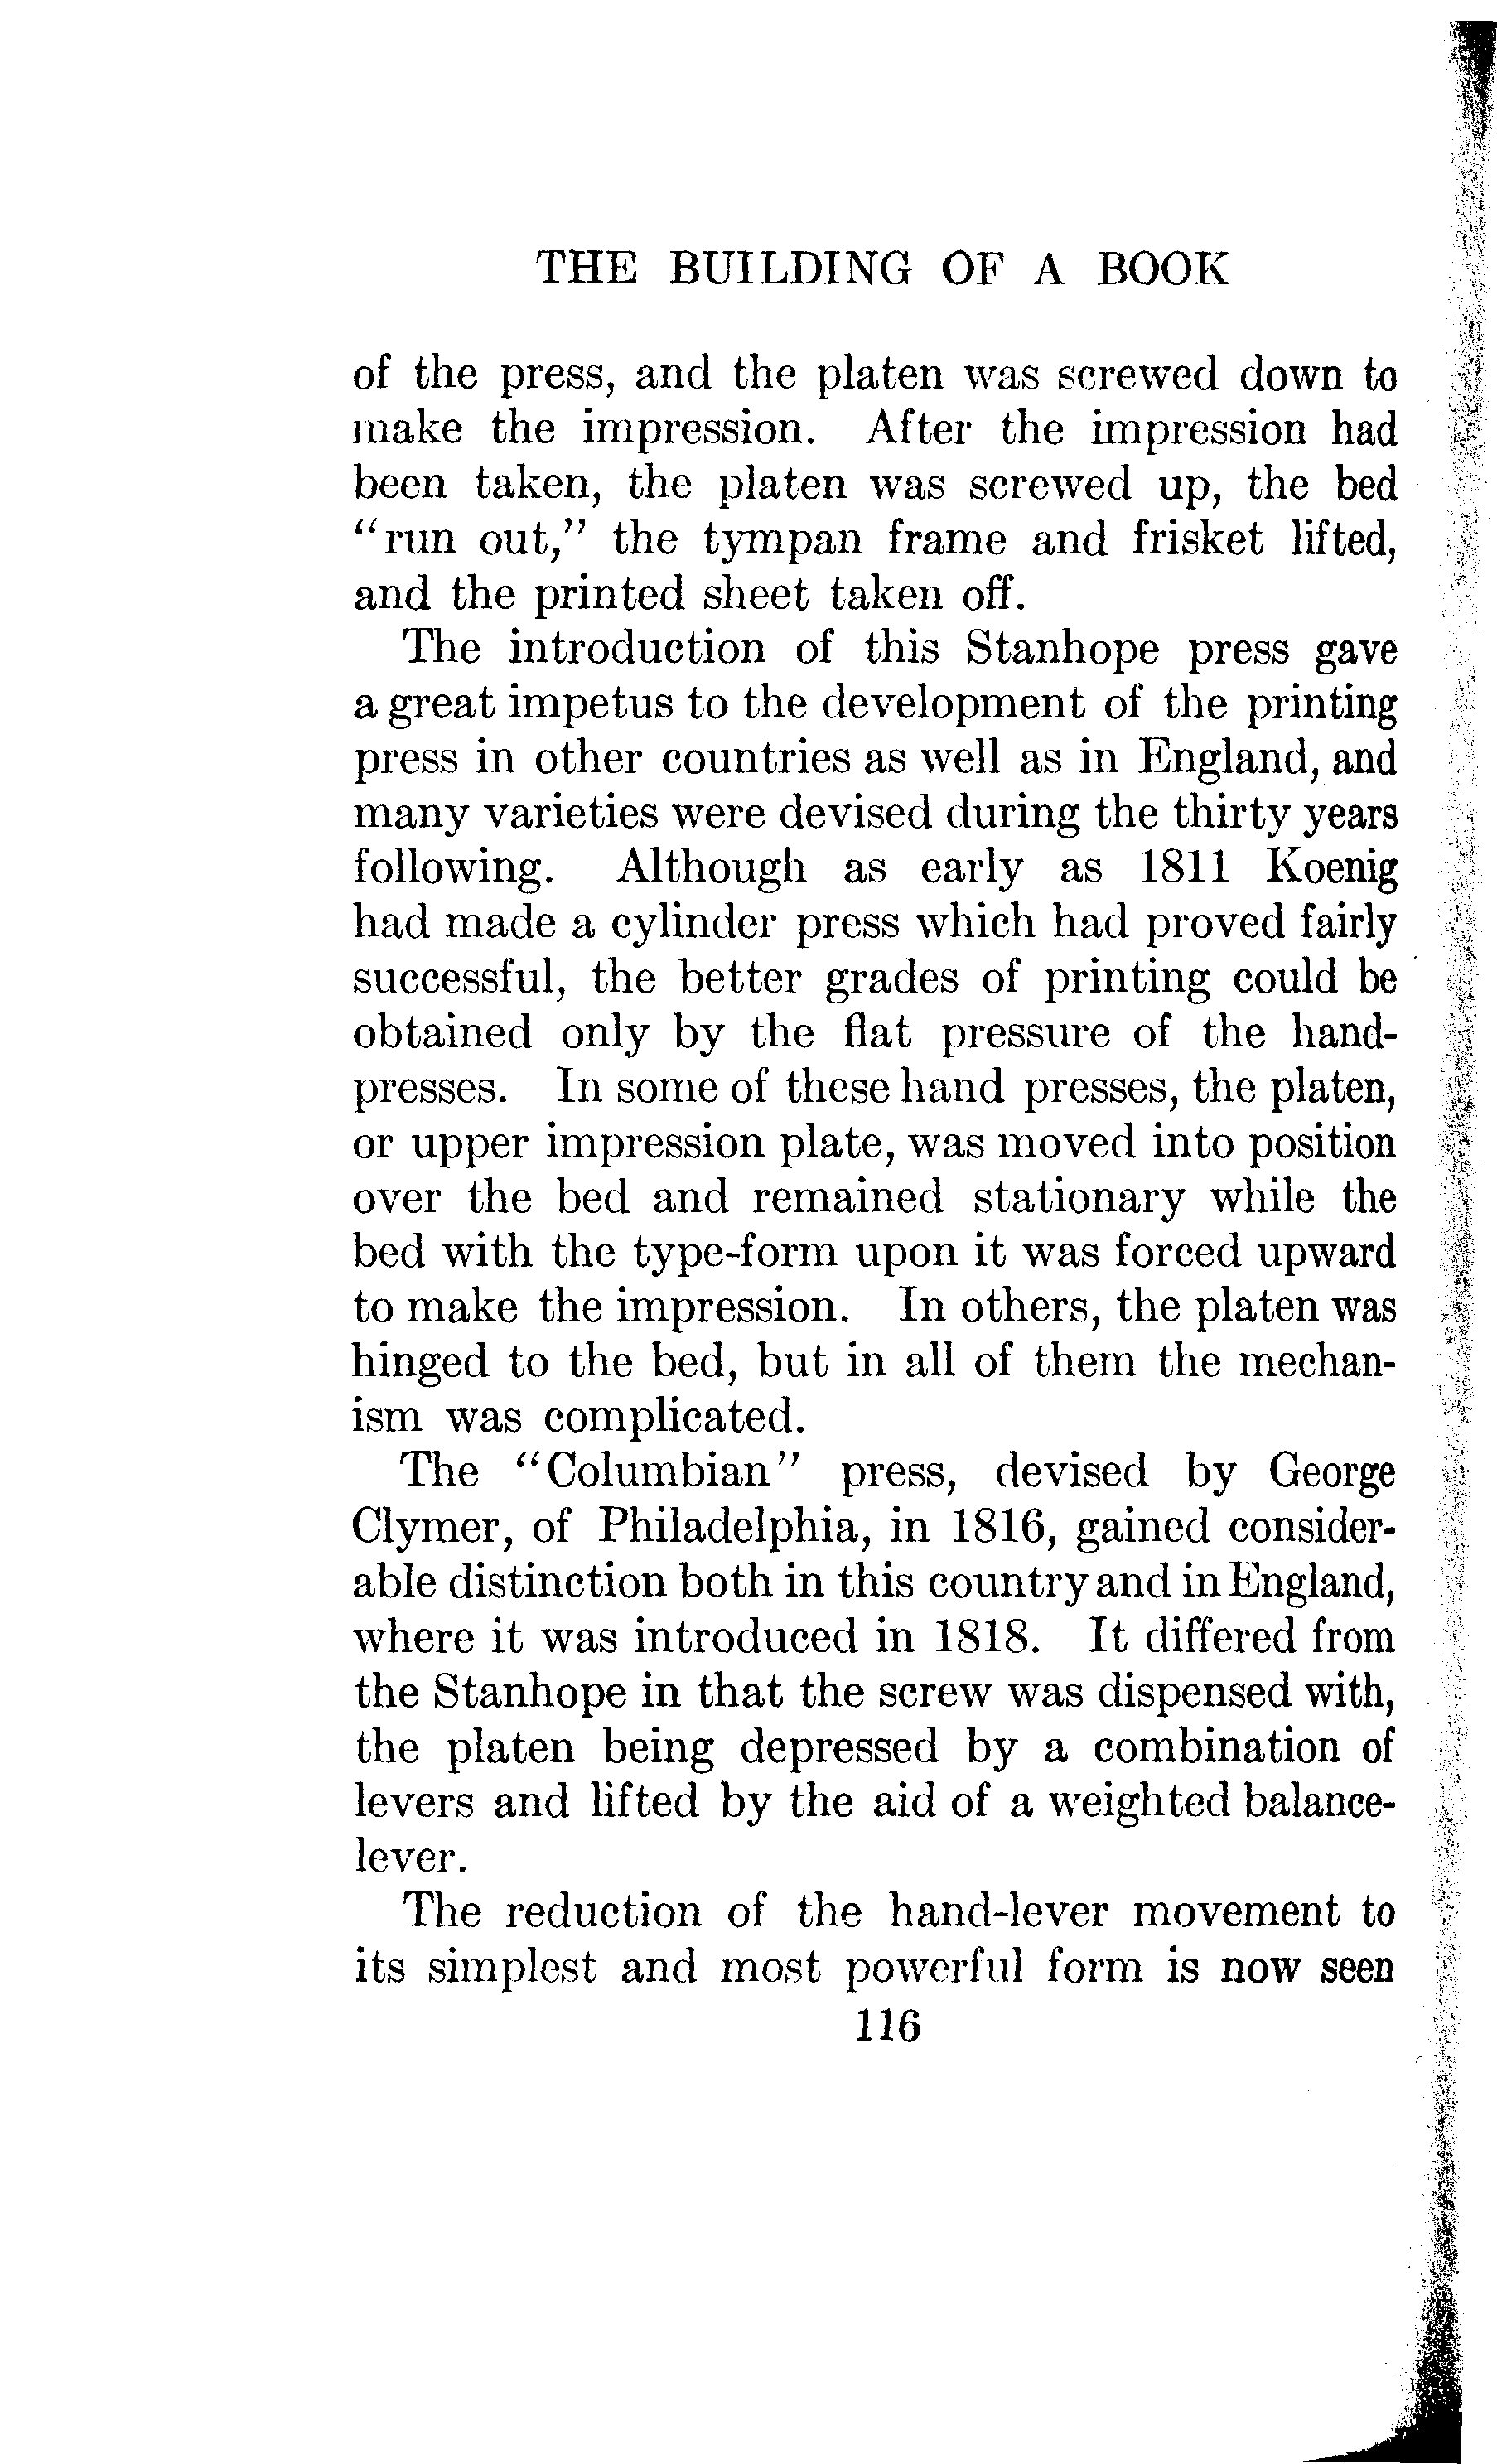 THE BUILDING OF A BOOK
of the press, and the platen was screwed down to
make the impression. After the impression had
been taken, the platen was screwed up, the bed
“run out,” the tympan frame and frisket lifted,
and the printed sheet taken off.
The introduction of this Stanhope press gave
a great impetus to the development of the printing
press in other countries as well as in England, and
many varieties were devised during the thirty years
following. Although as early as 1811 Koenig
had made a cylinder press which had proved fairly
successful, the better grades of printing could be
obtained only by the flat pressure of the hand-
presses. In some of these hand presses, the platen,
or upper impression plate, was moved into position
over the bed and remained stationary while the
bed with the type-form upon it was forced upward
to make the impression. In others, the platen was
hinged to the bed, but in all of them the mechan-
ism was complicated.
The “Columbian” press, devised by George
Clymer, of Philadelphia, in 1816, gained consider-
able distinction both in this country and in England,
where it was introduced in 1818. It differed from
the Stanhope in that the screw was dispensed with,
the platen being depressed by a combination of
levers and lifted by the aid of a weighted balance-
lever.
The reduction of the hand-lever movement to
its simplest and most powerful form is now seen
116